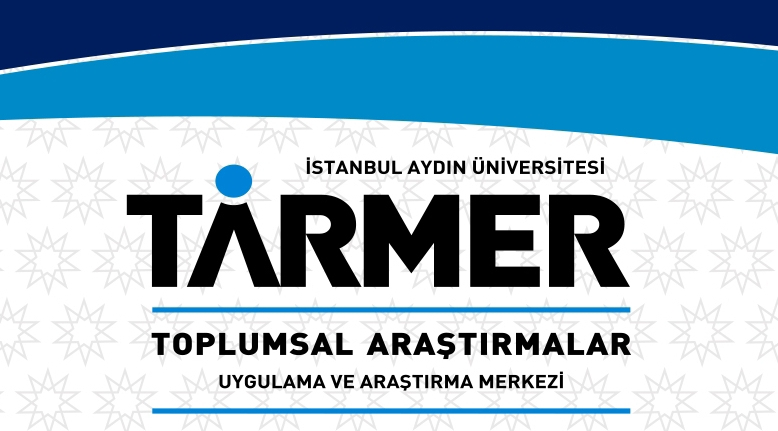 İSTANBUL AYDIN ÜNİVERSİTESİ
TARMER
TOPLUMSAL ARAŞTIRMALAR
UYGULAMA VE ARAŞTIRMA MERKEZİ